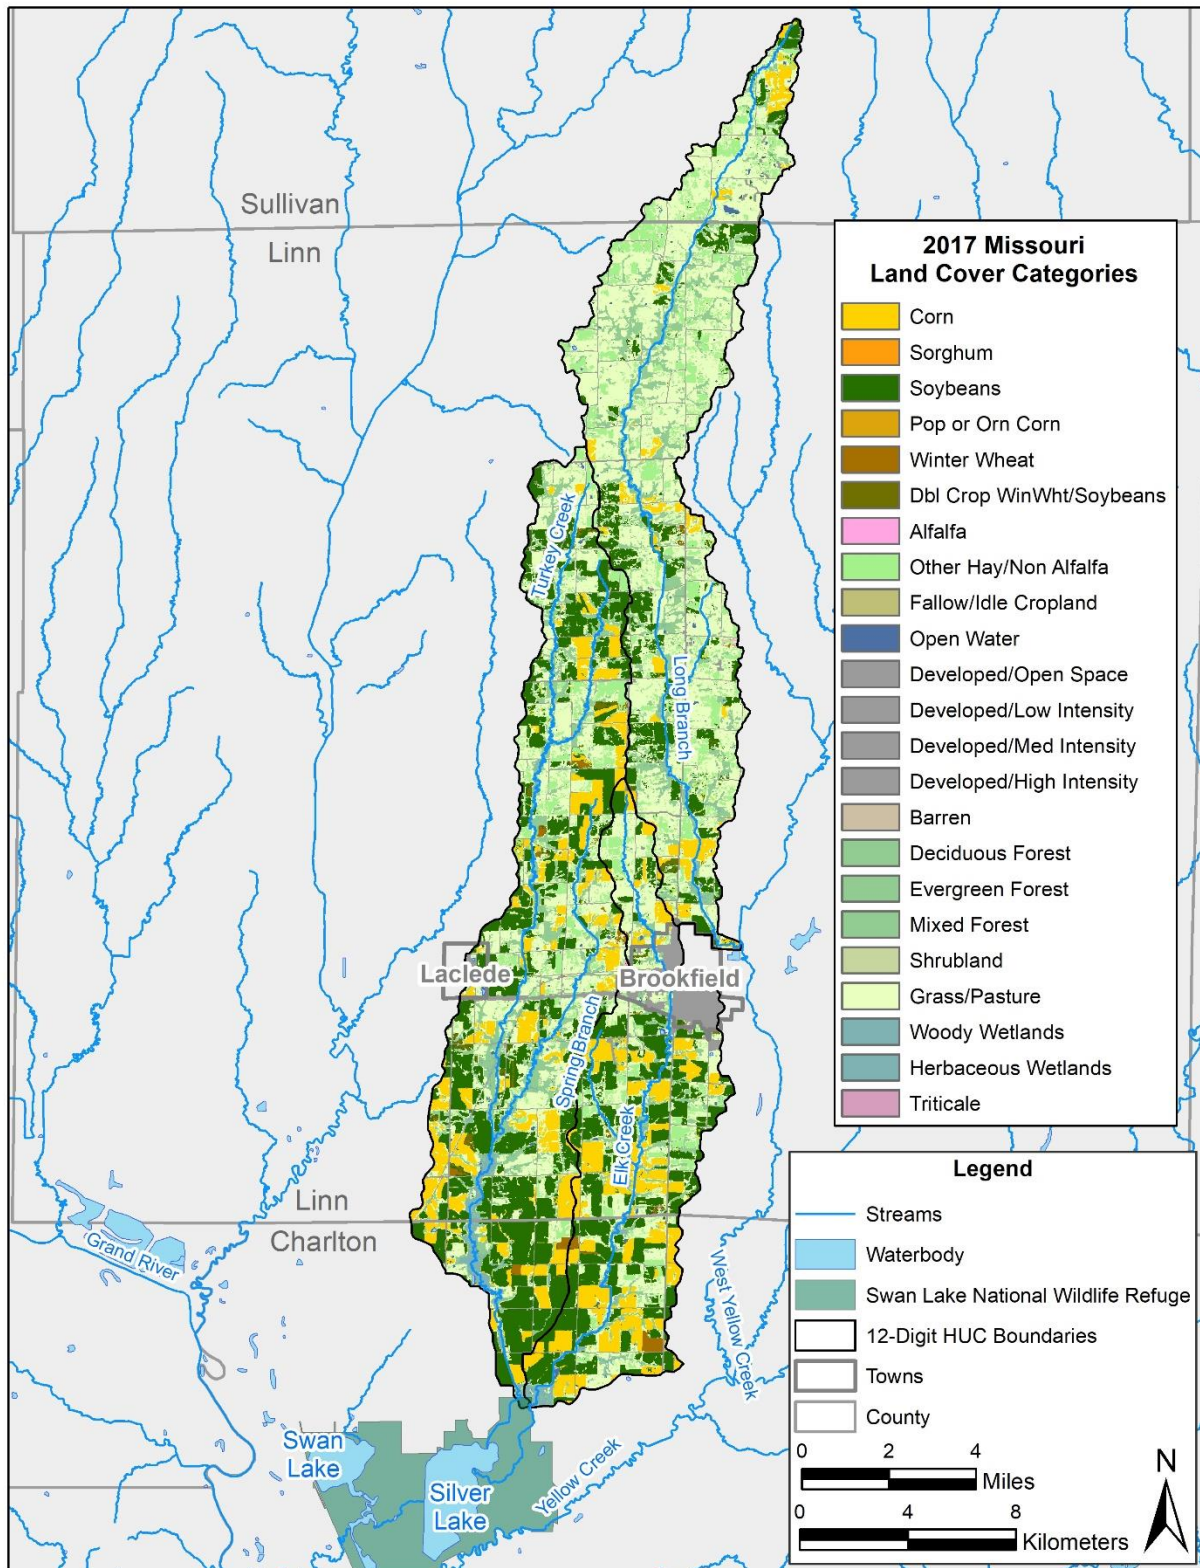 Sullivan
Linn
2017 Missouri
Land Cover Categories
Corn
Sorghum
Soybeans
Pop or Orn Corn
Winter Wheat
Dbl Crop WinWht/Soybeans
Alfalfa
Other Hay/Non Alfalfa
Fallow/Idle Cropland
Open Water
Developed/Open Space
Developed/Low Intensity
Developed/Med Intensity
Developed/High Intensity
Barren
Deciduous Forest
Evergreen Forest
Mixed Forest
Shrubland
Grass/Pasture
Woody Wetlands
Herbaceous Wetlands
Triticale
Turkey Creek
Long Branch
Laclede
Brookfield
Spring Branch
Elk Creek
Linn
Charlton
Grand River
West Yellow Creek
Swan
Lake
Silver
Lake
Yellow Creek
Legend
Streams
Waterbody
Swan Lake National Wildlife Refuge
12-Digit HUC Boundaries
Towns
County
0 2 4
Miles
0 4 8
Kilometers
N